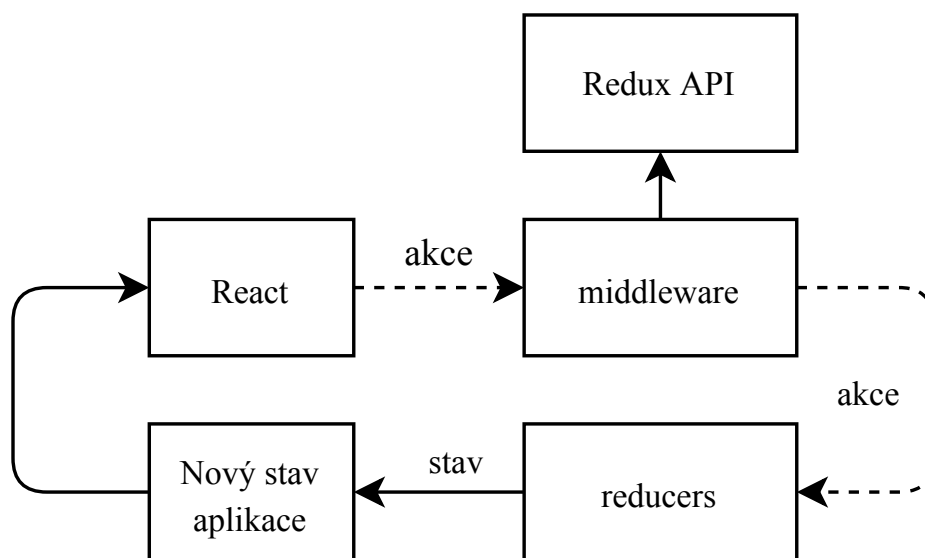 Redux API
akce
React
middleware
akce
Nový stav
aplikace
stav
reducers